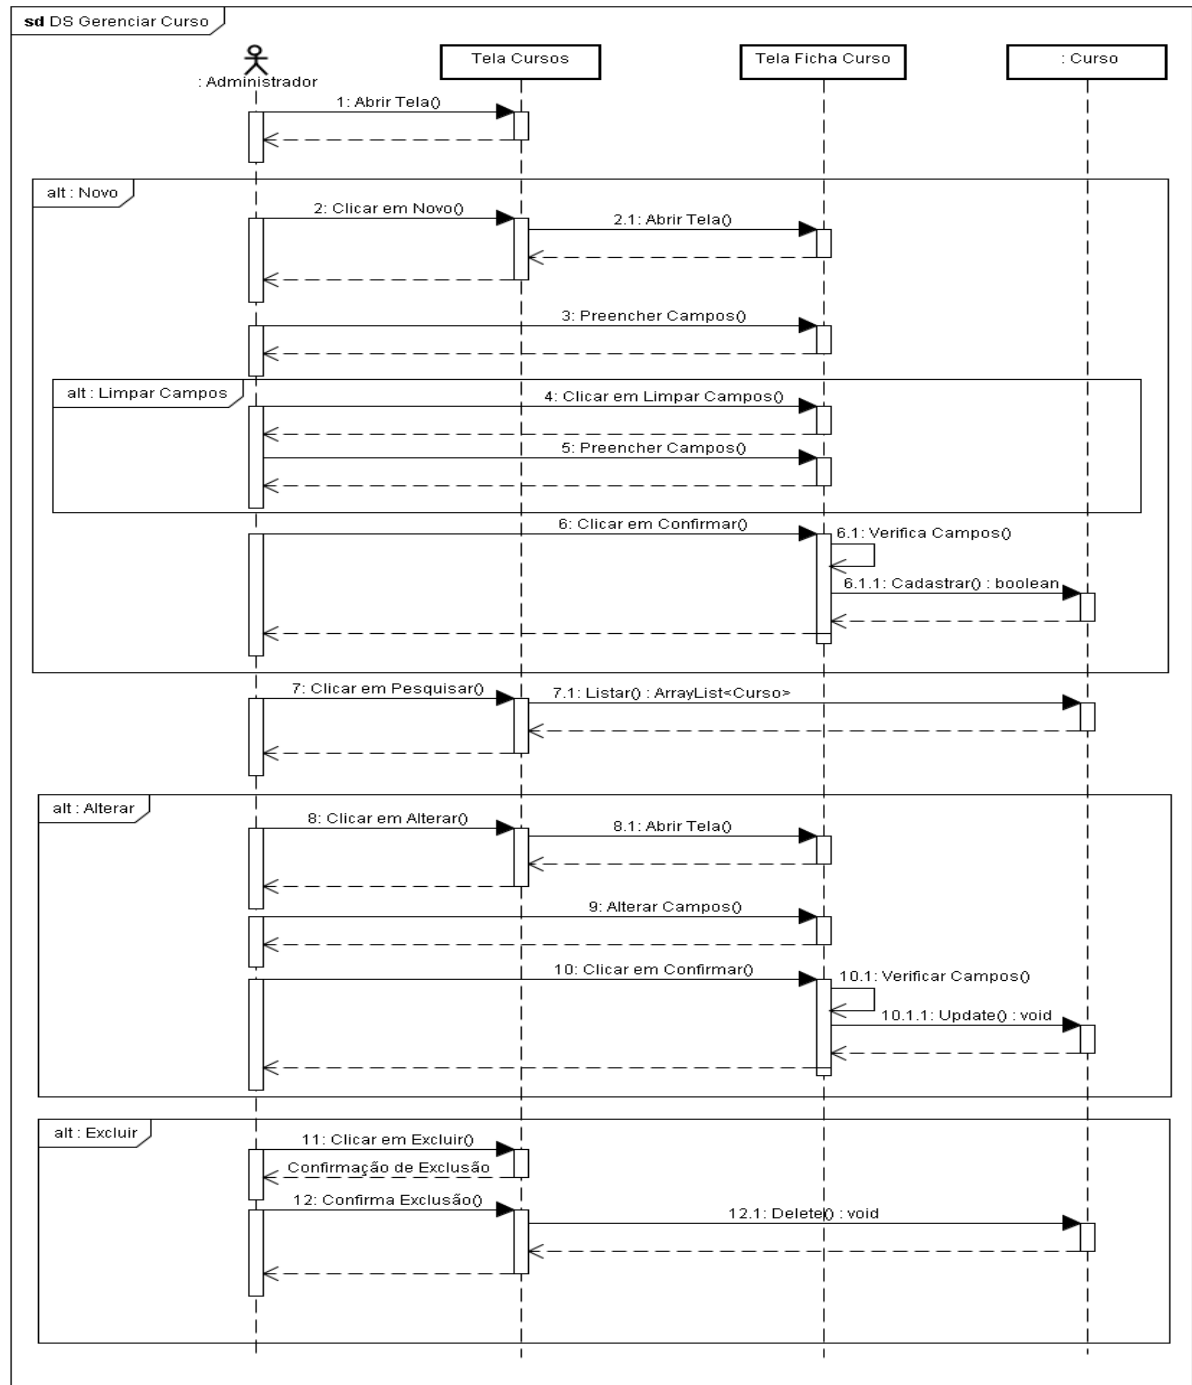 sd DS Gerenciar Curso
: Administrador
Tela Cursos
Tela Ficha Curso
: Curso
1: Abrir Tela()
alt : Novo
2: Clicar em Novo()
2.1: Abrir Tela()
3: Preencher Campos()
alt : Limpar Campos
4: Clicar em Limpar Campos()
5: Preencher Campos()
6: Clicar em Confirmar()
6.1: Verifica Campos()
6.1.1: Cadastrar() : boolean
7: Clicar em Pesquisar()
7.1: Listar() : ArrayList<Curso>
alt : Alterar
8: Clicar em Alterar()
8.1: Abrir Tela()
9: Alterar Campos()
10: Clicar em Confirmar()
10.1: Verificar Campos()
10.1.1: Update() : void
alt : Excluir
11: Clicar em Excluir()
Confirmação de Exclusão
12: Confirma Exclusão()
12.1: Delete() : void